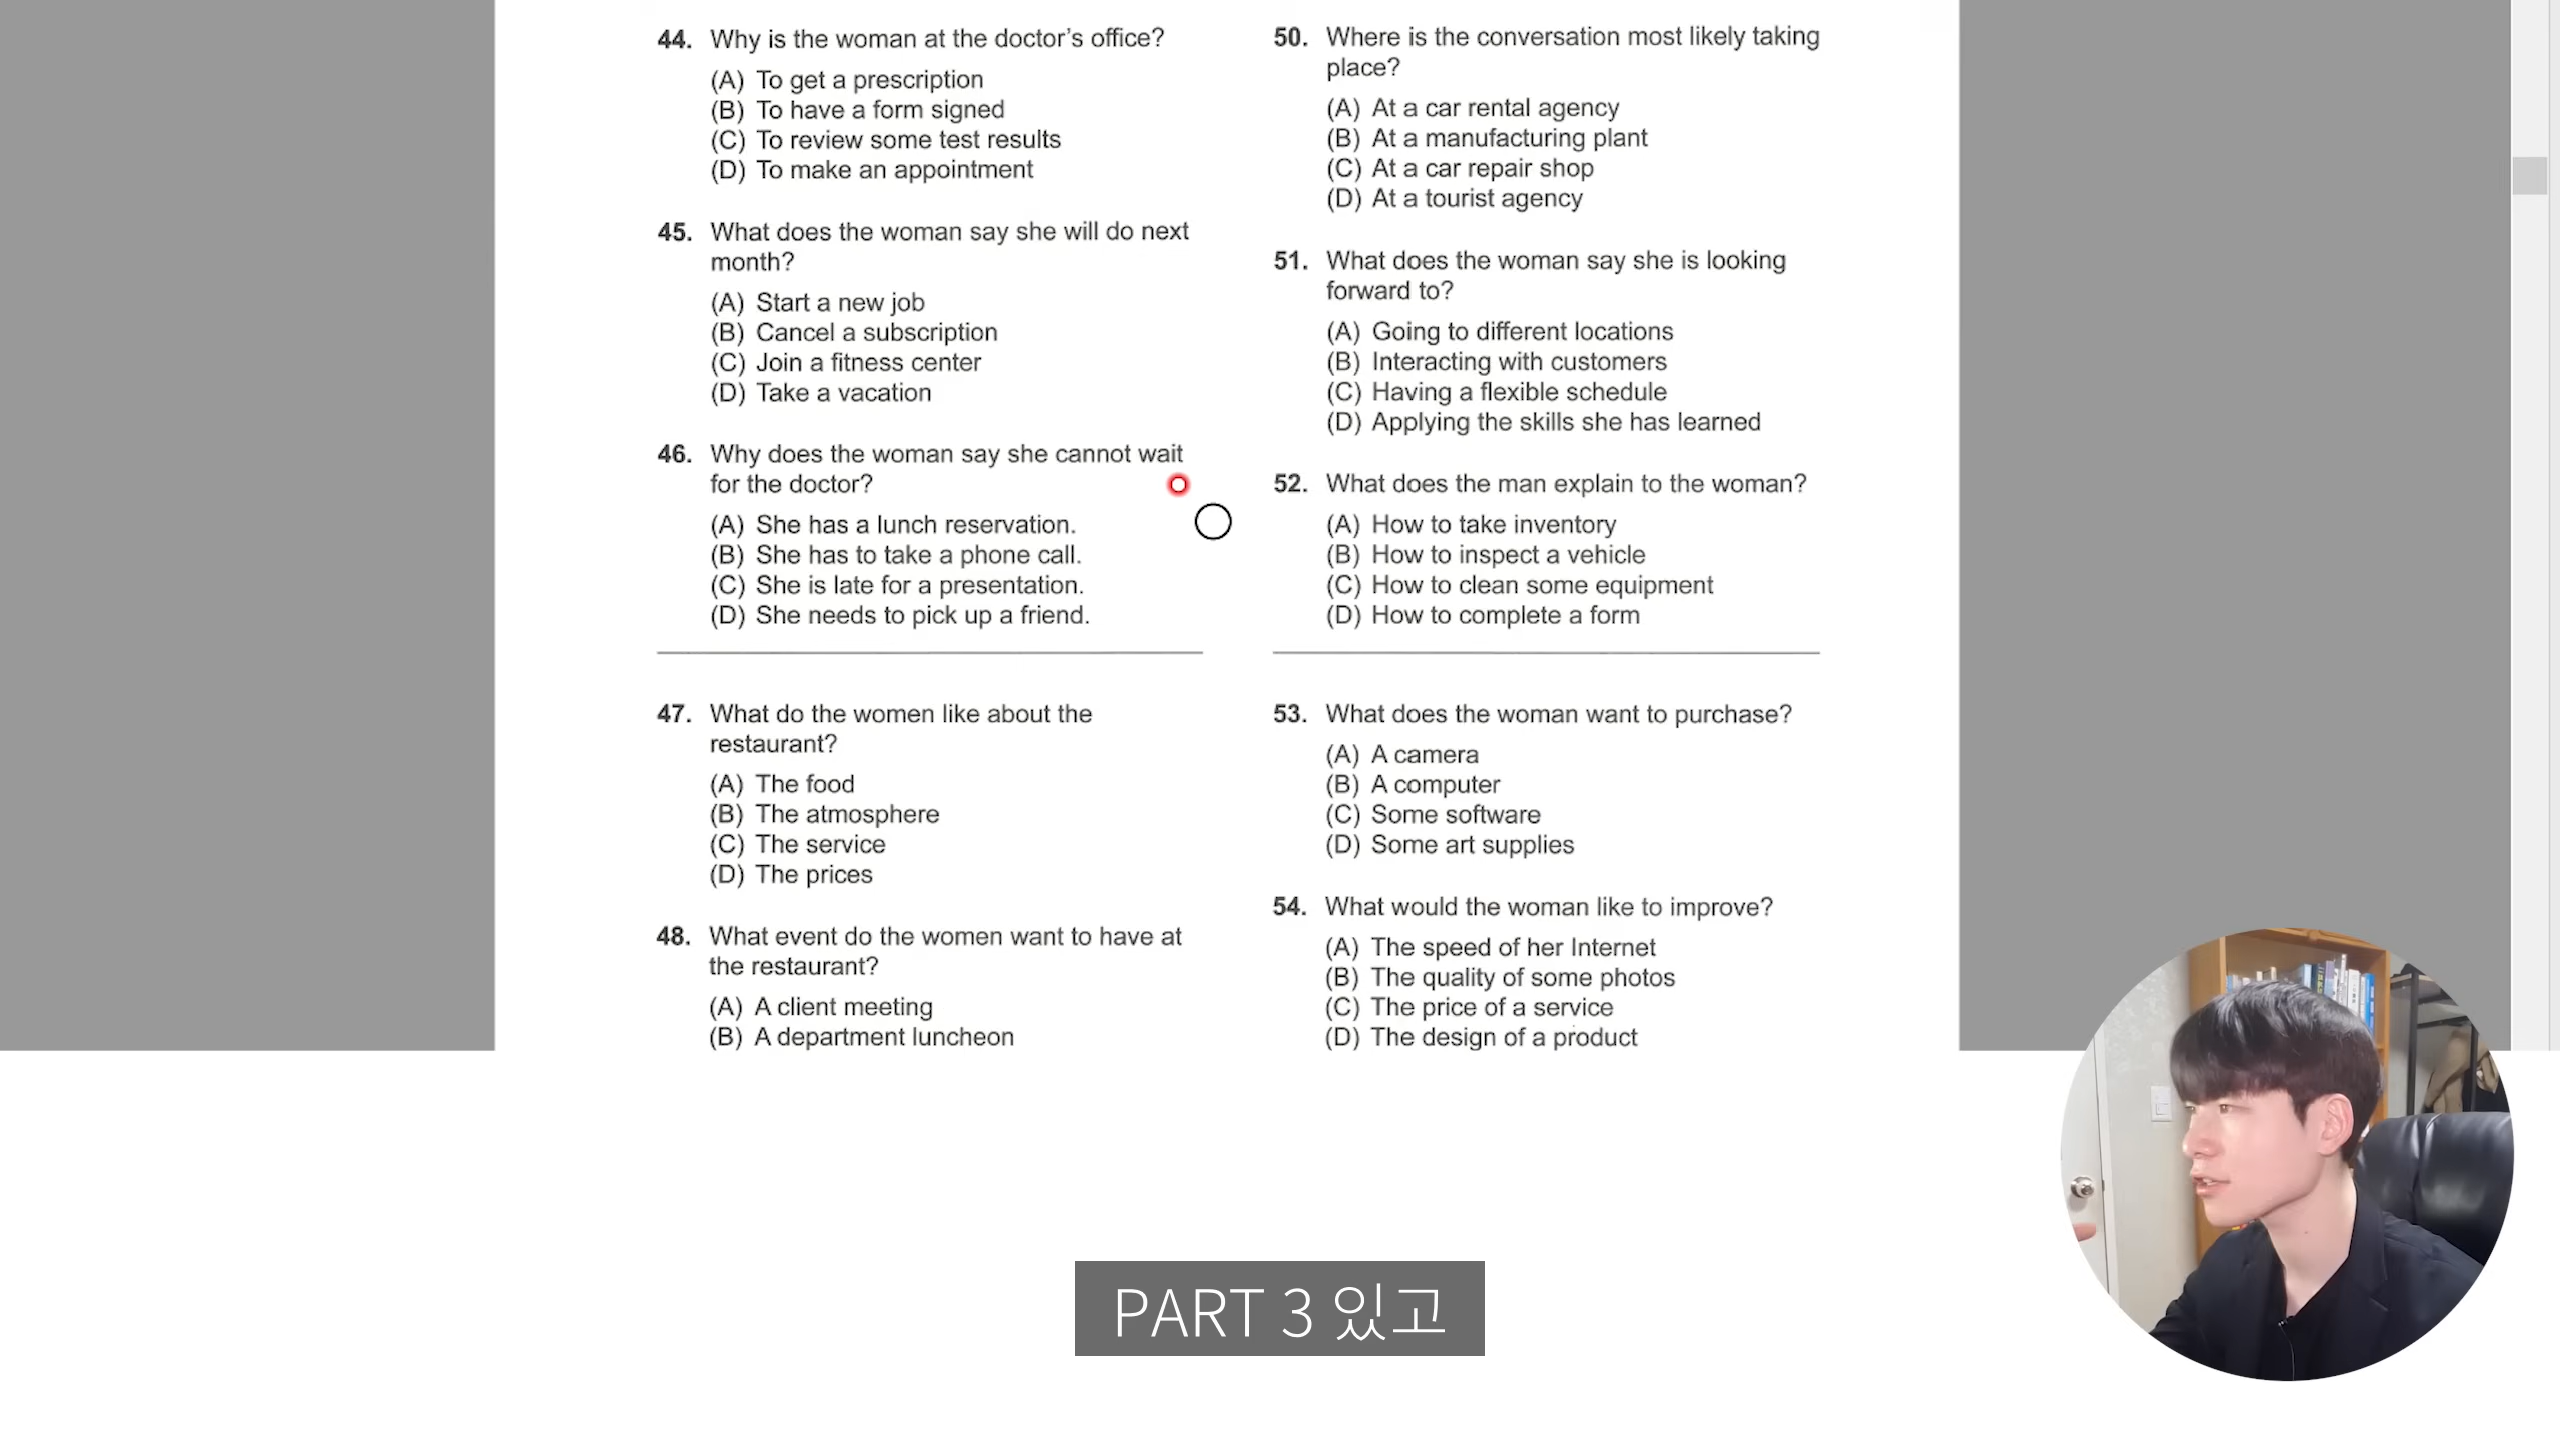 44. Why is the woman at the doctor's office?
(A) To get a prescription
(B) To have a form signed
(C) To review some test results
(D) To make an appointment
45. What does the woman say she will do next
month?
(A) Start a new job
(B) Cancel a subscription
(C) Join a fitness center
(D) Take a vacation
46. Why does the woman say she cannot wait
for the doctor?
(A) She has a lunch reservation.
(B) She has to take a phone call.
(C) She is late for a presentation.
(D) She needs to pick up a friend.
47. What do the women like about the
restaurant?
(A) The food
(B) The atmosphere
(C) The service
(D) The prices
48. What event do the women want to have at
the restaurant?
(A) A client meeting
(B) A department luncheon
50. Where is the conversation most likely taking
place?
(A) At a car rental agency
(B) At a manufacturing plant
(C) At a car repair shop
(D) At a tourist agency
51. What does the woman say she is looking
forward to?
(A) Going to different locations
(B) Interacting with customers
(C) Having a flexible schedule
(D) Applying the skills she has learned
52. What does the man explain to the woman?
(A) How to take inventory
(B) How to inspect a vehicle
(C) How to clean some equipment
(D) How to complete a form
53. What does the woman want to purchase?
(A) A camera
(B) A computer
(C) Some software
(D) Some art supplies
54. What would the woman like to improve?
(A) The speed of her Internet
(B) The quality of some photos
(C) The price of a service
(D) The design of a product
PART 3 있고